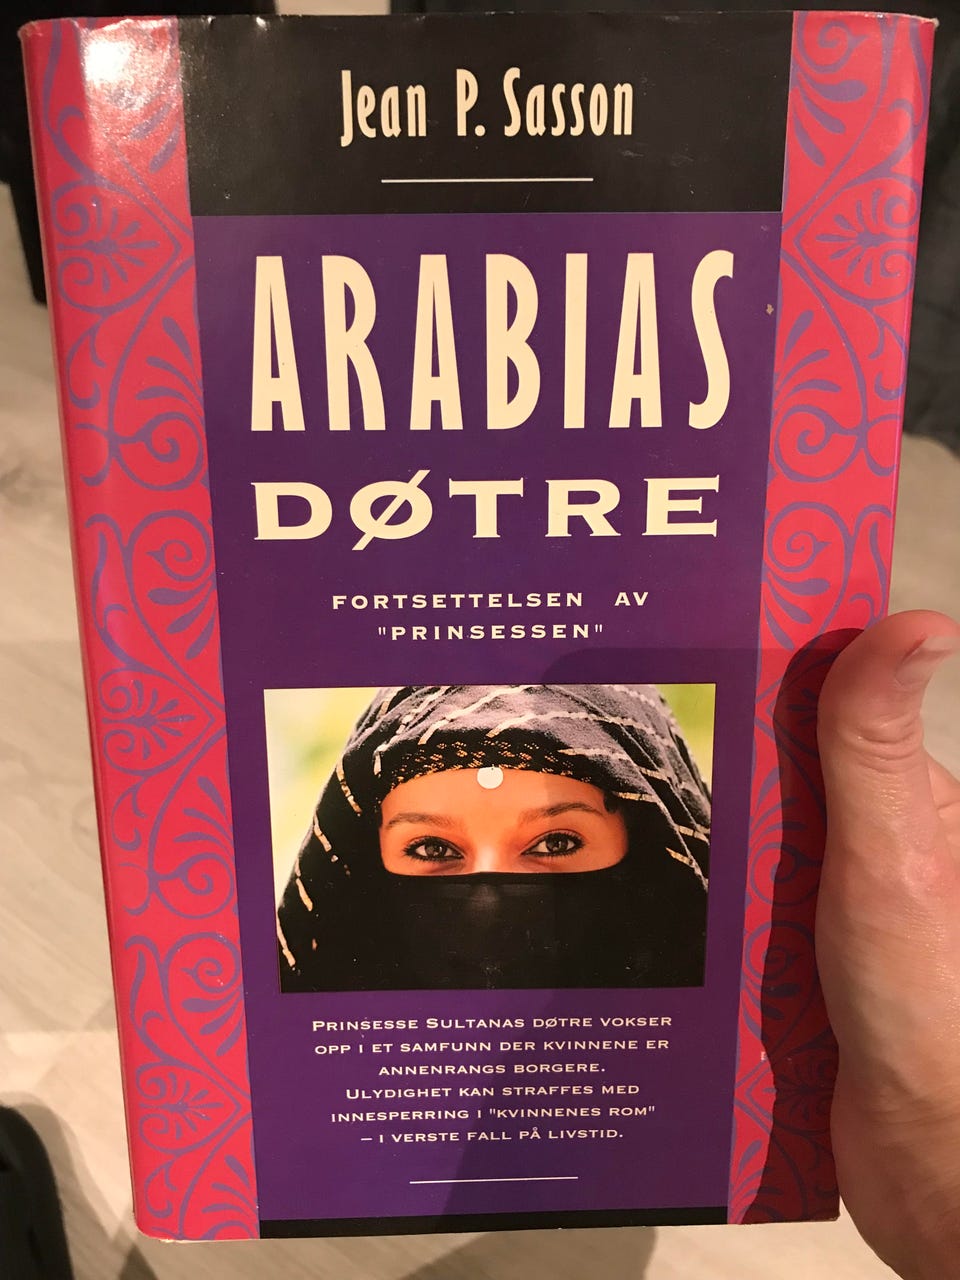 Jean P. Sasson
ARABIAS
DØTRE
FORTSETTELSEN AV
"PRINSESSEN"
PRINSESSE SULTANAS DØTRE VOKSER
OPP I ET SAMFUNN DER KVINNENE ER
ANNENRANGS BORGERE.
ULYDIGHET KAN STRAFFES MED
INNESPERRING I "KVINNENES ROM"
– I VERSTE FALL PÅ LIVSTID.